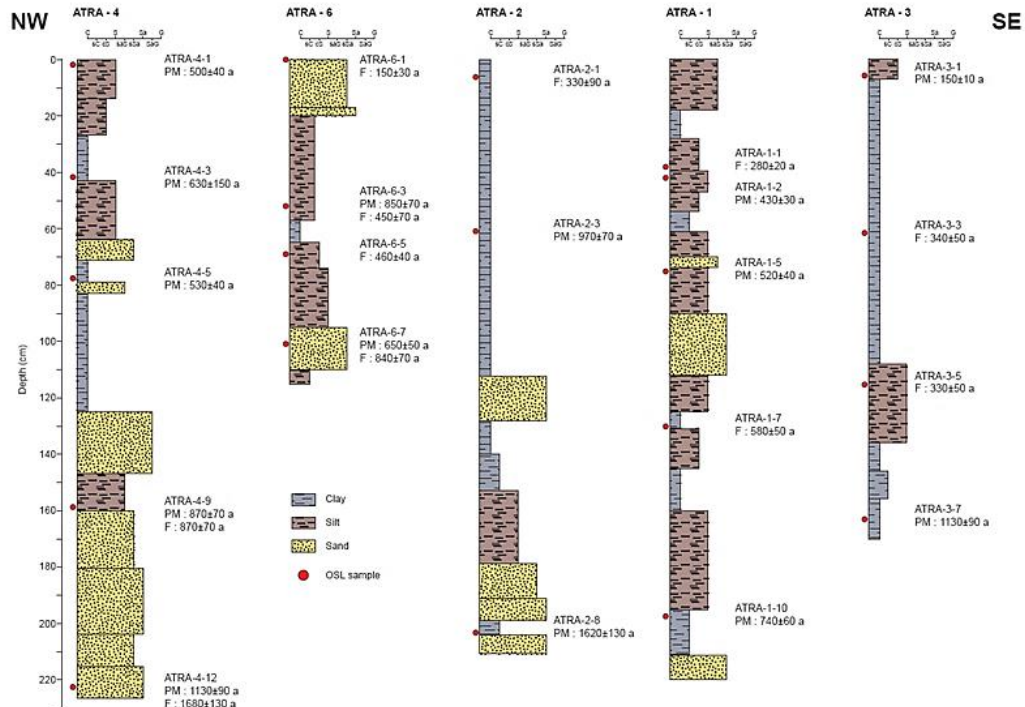 NW
SE
ATRA - 4
ATRA - 6
ATRA - 2
ATRA - 1
ATRA - 3
C S S G
C S S G
C S S G
C S S G
C S S G
Depth (cm)
0
20
40
60
80
100
120
140
160
180
200
220
ATRA-4-1
PM : 500±40 a
ATRA-4-3
PM : 630±150 a
ATRA-4-5
PM : 530±40 a
ATRA-4-9
PM : 870±70 a
F : 870±70 a
ATRA-4-12
PM : 1130±90 a
F : 1680±130 a
ATRA-6-1
F : 150±30 a
ATRA-6-3
PM : 850±70 a
F : 450±70 a
ATRA-6-5
F : 460±40 a
ATRA-6-7
PM : 650±50 a
F : 840±70 a
Clay
Silt
Sand
OSL sample
ATRA-2-1
F: 330±90 a
ATRA-2-3
PM : 970±70 a
ATRA-2-8
PM : 1620±130 a
ATRA-1-1
F : 280±20 a
ATRA-1-2
PM : 430±30 a
ATRA-1-5
PM : 520±40 a
ATRA-1-7
F : 580±50 a
ATRA-1-10
PM : 740±60 a
ATRA-3-1
PM : 150±10 a
ATRA-3-3
F : 340±50 a
ATRA-3-5
F : 330±50 a
ATRA-3-7
PM : 1130±90 a